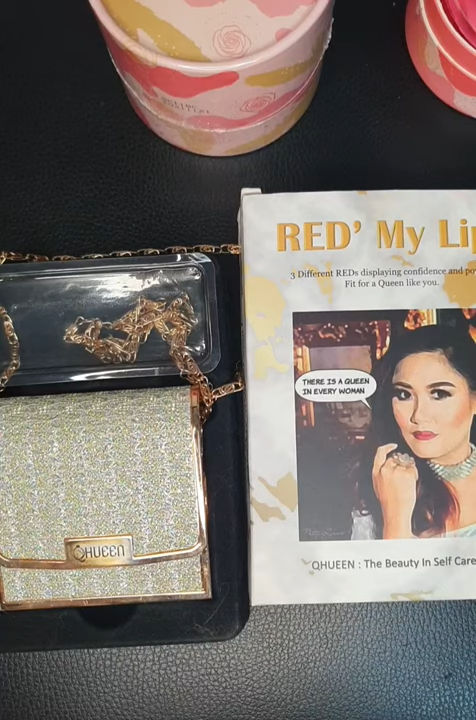 RED' My Lip
3 Different REDs displaying confidence and po
Fit for a Queen like you.
THERE IS A QUEEN
IN EVERY WOMAN
QHUEEN
QHUEEN : The Beauty In Self Care